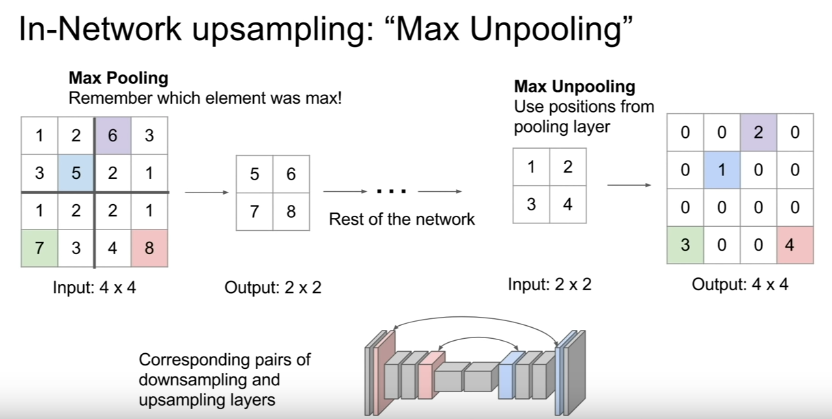 In-Network upsampling: “Max Unpooling”
Max Pooling
Remember which element was max!
1 2 6 3
3 5 2 1
1 2 2 1
7 3 4 8
Input: 4 x 4
5 6
7 8
Output: 2 x 2
...
Rest of the network
Max Unpooling
Use positions from
pooling layer
1 2
3 4
Input: 2 x 2
0 0 2 0
0 1 0 0
0 0 0 0
3 0 0 4
Output: 4 x 4
Corresponding pairs of
downsampling and
upsampling layers